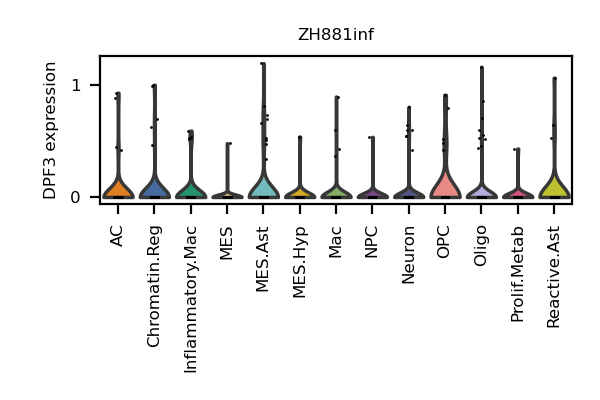 ZH881inf
DPF3 expression
1
0
AC
Chromatin.Reg
Inflammatory.Mac
MES
MES.Ast
MES.Hyp
Mac
NPC
Neuron
OPC
Oligo
Prolif.Metab
Reactive.Ast